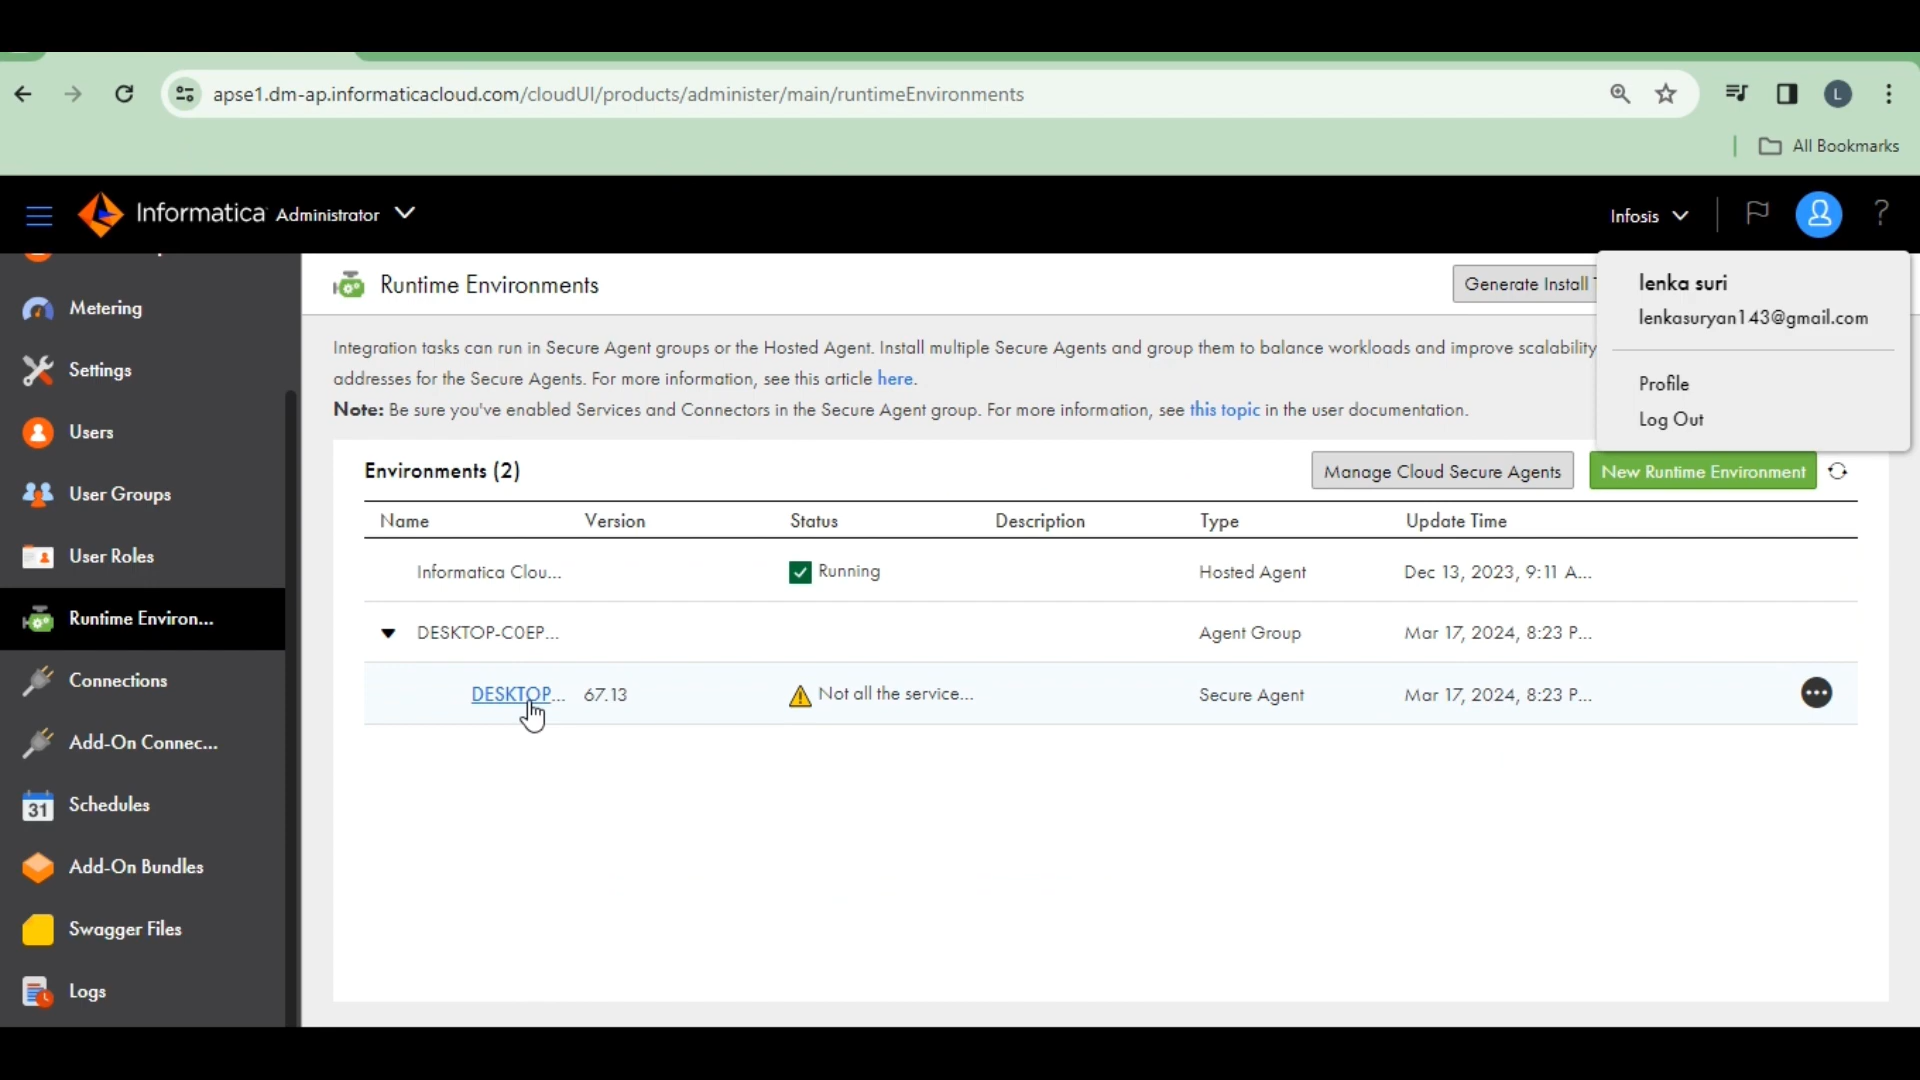 apse1.dm-ap.informaticacloud.com/cloudUI/products/administer/main/runtimeEnvironments
L
All Bookmarks
Informatica Administrator
Infosis
?
lenka suri
lenkasuryan143@gmail.com
Profile
Log Out
Metering
Settings
Users
User Groups
User Roles
Runtime Environ...
Connections
Add-On Connec...
31
Schedules
Add-On Bundles
Swagger Files
Logs
Runtime Environments
Generate Install
Integration tasks can run in Secure Agent groups or the Hosted Agent. Install multiple Secure Agents and group them to balance workloads and improve scalability
addresses for the Secure Agents. For more information, see this article here.
Note: Be sure you've enabled Services and Connectors in the Secure Agent group. For more information, see this topic in the user documentation.
Environments (2)
Manage Cloud Secure Agents
New Runtime Environment
Name Version Status Description Type Update Time
Informatica Clou... Running Hosted Agent Dec 13, 2023, 9:11 A...
DESKTOP-C0EP... Agent Group Mar 17, 2024, 8:23 P...
DESKTOP... 67.13 Not all the service... Secure Agent Mar 17, 2024, 8:23 P...